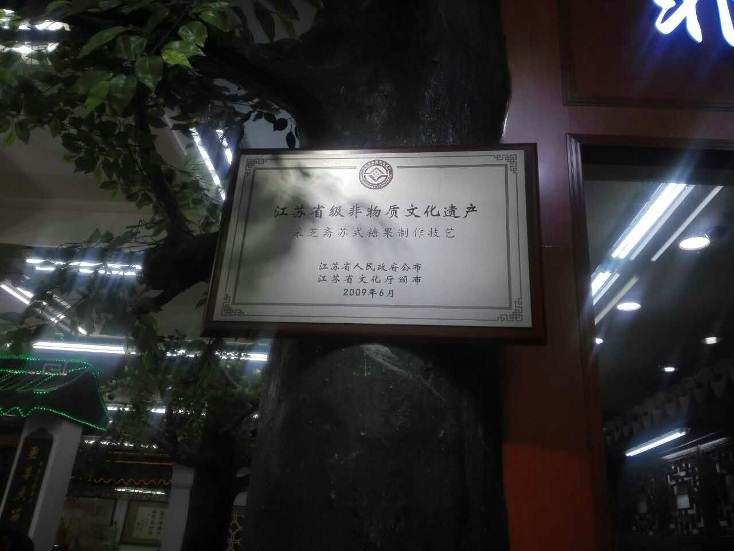 江苏省级非物质文化遗产
采芝斋苏式糖果制作技艺
江苏省人民政府公布
江苏省文化厅颁布
2009年6月